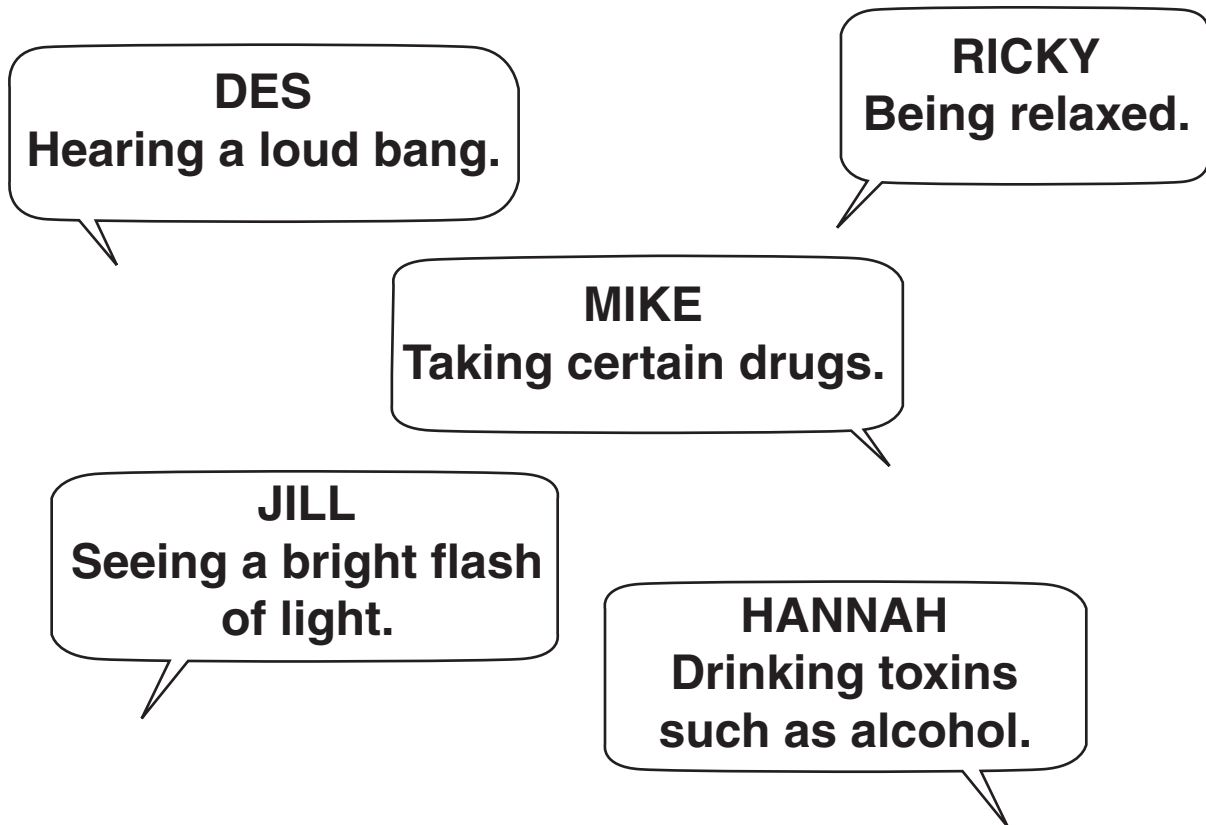 DES
Hearing a loud bang.
RICKY
Being relaxed.
MIKE
Taking certain drugs.
JILL
Seeing a bright flash
of light.
HANNAH
Drinking toxins
such as alcohol.